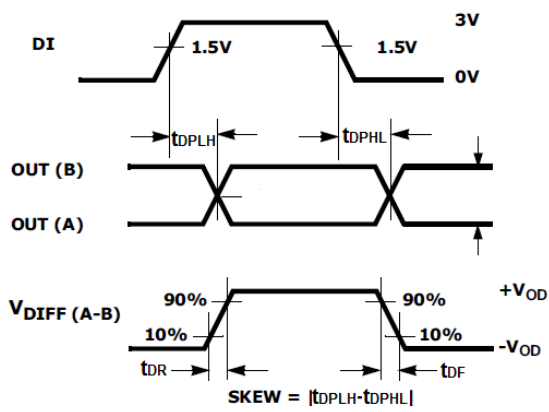 3V
DI
1.5V
1.5V
0V
tDPLH
tDPHL
OUT (B)
OUT (A)
+VOD
90%
90%
VDIFF (A-B)
10%
10%
-VOD
tDR
tDF
SKEW = |tDPLH-tDPHL|